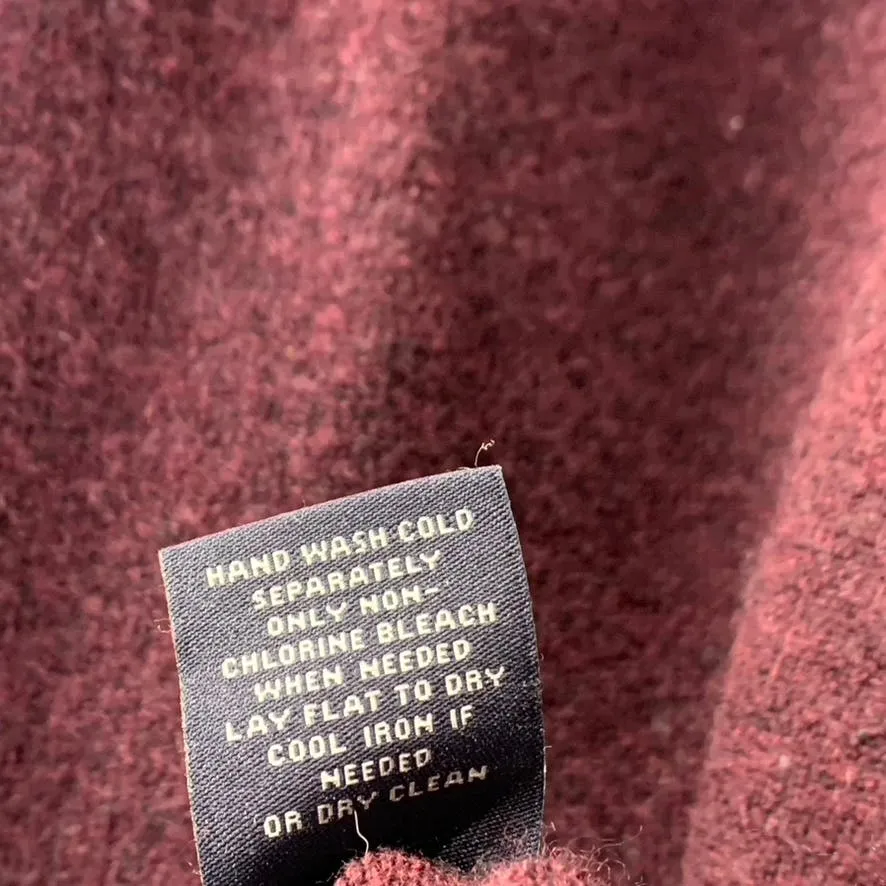 HAND WASH COLD
SEPARATELY
ONLY NON-
CHLORINE BLEACH
WHEN NEEDED
LAY FLAT TO DRY
COOL IRON IF
NEEDED
OR DRY CLEAN